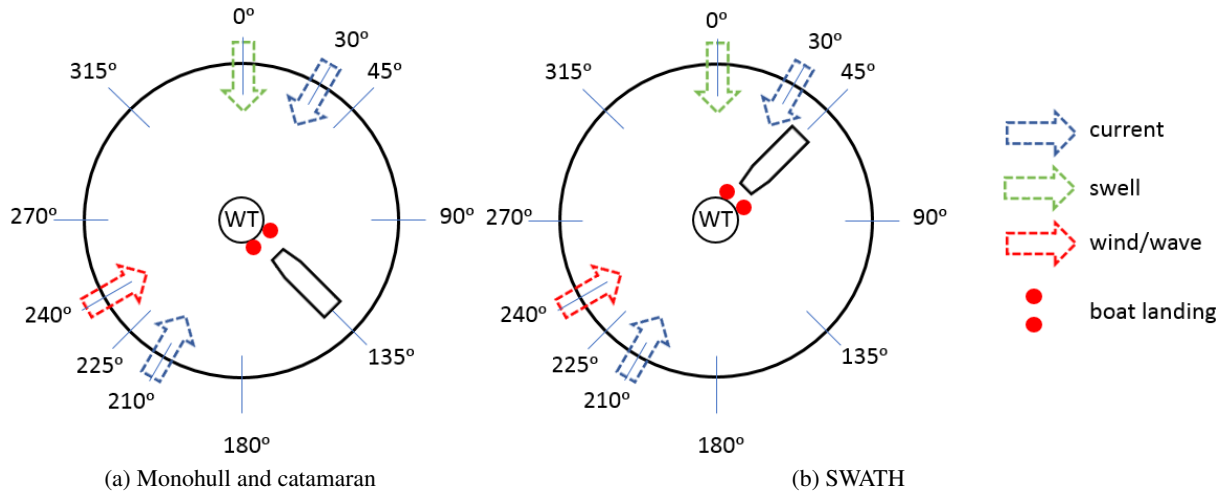 0º
30º
45º
315º
270º
WT
90º
240º
225º
210º
135º
180º
(a) Monohull and catamaran
0º
30º
45º
315º
270º
WT
90º
240º
225º
210º
135º
180º
(b) SWATH
current
swell
wind/wave
boat landing